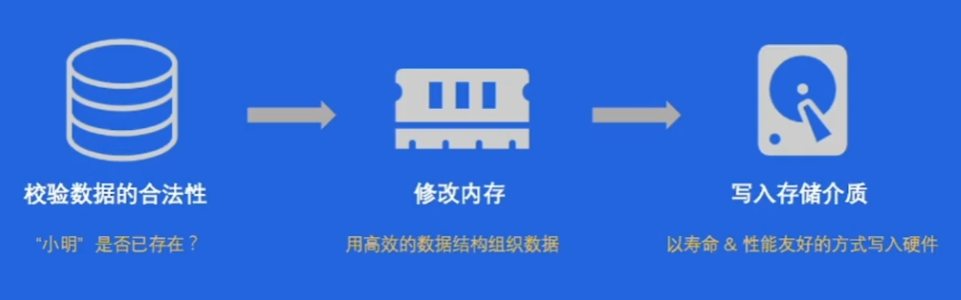 校验数据的合法性
修改内存
写入存储介质
“小明”是否已存在？
用高效的数据结构组织数据
以寿命 & 性能友好的方式写入硬件